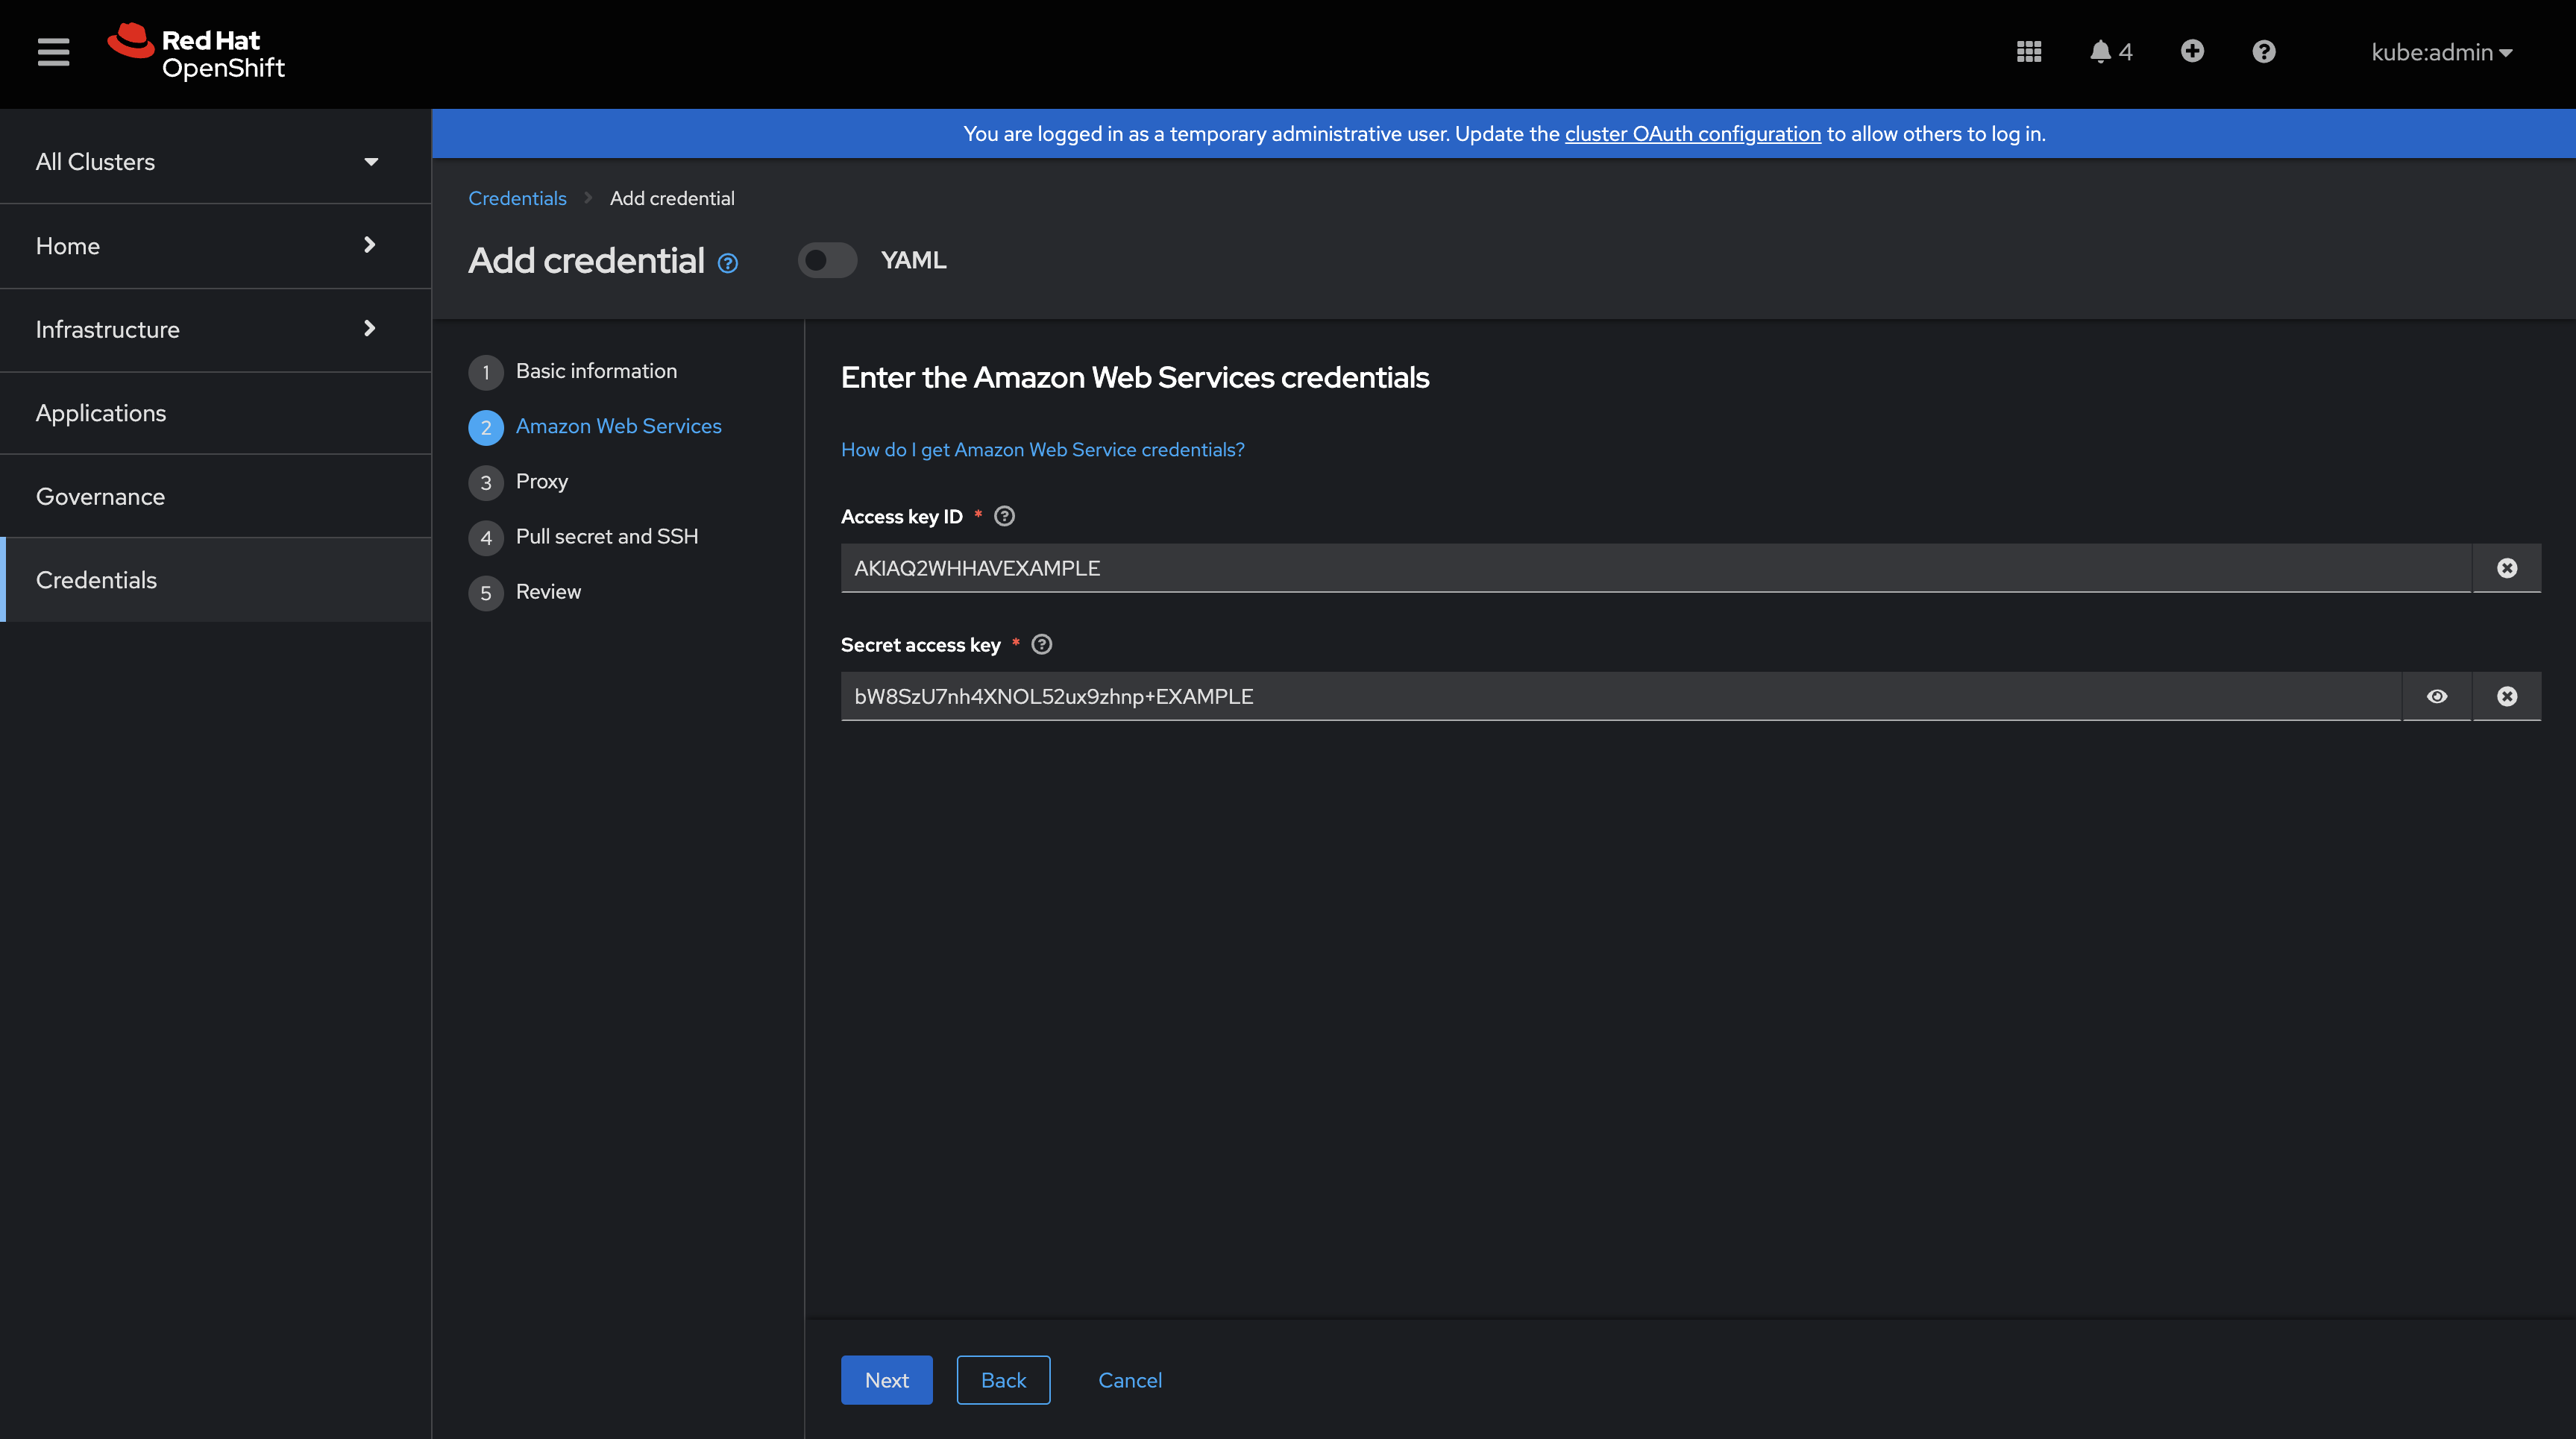 Red Hat
OpenShift
4
kube:admin
You are logged in as a temporary administrative user. Update the cluster OAuth configuration to allow others to log in.
All Clusters
Home
Infrastructure
Applications
Governance
Credentials
Credentials Add credential
Add credential YAML
1 Basic information
2 Amazon Web Services
3 Proxy
4 Pull secret and SSH
5 Review
Enter the Amazon Web Services credentials
How do I get Amazon Web Service credentials?
Access key ID *
AKIAQ2WHHAVEXAMPLE
Secret access key *
bW8SzU7nh4XNOL52ux9zhnp+EXAMPLE
Next Back Cancel